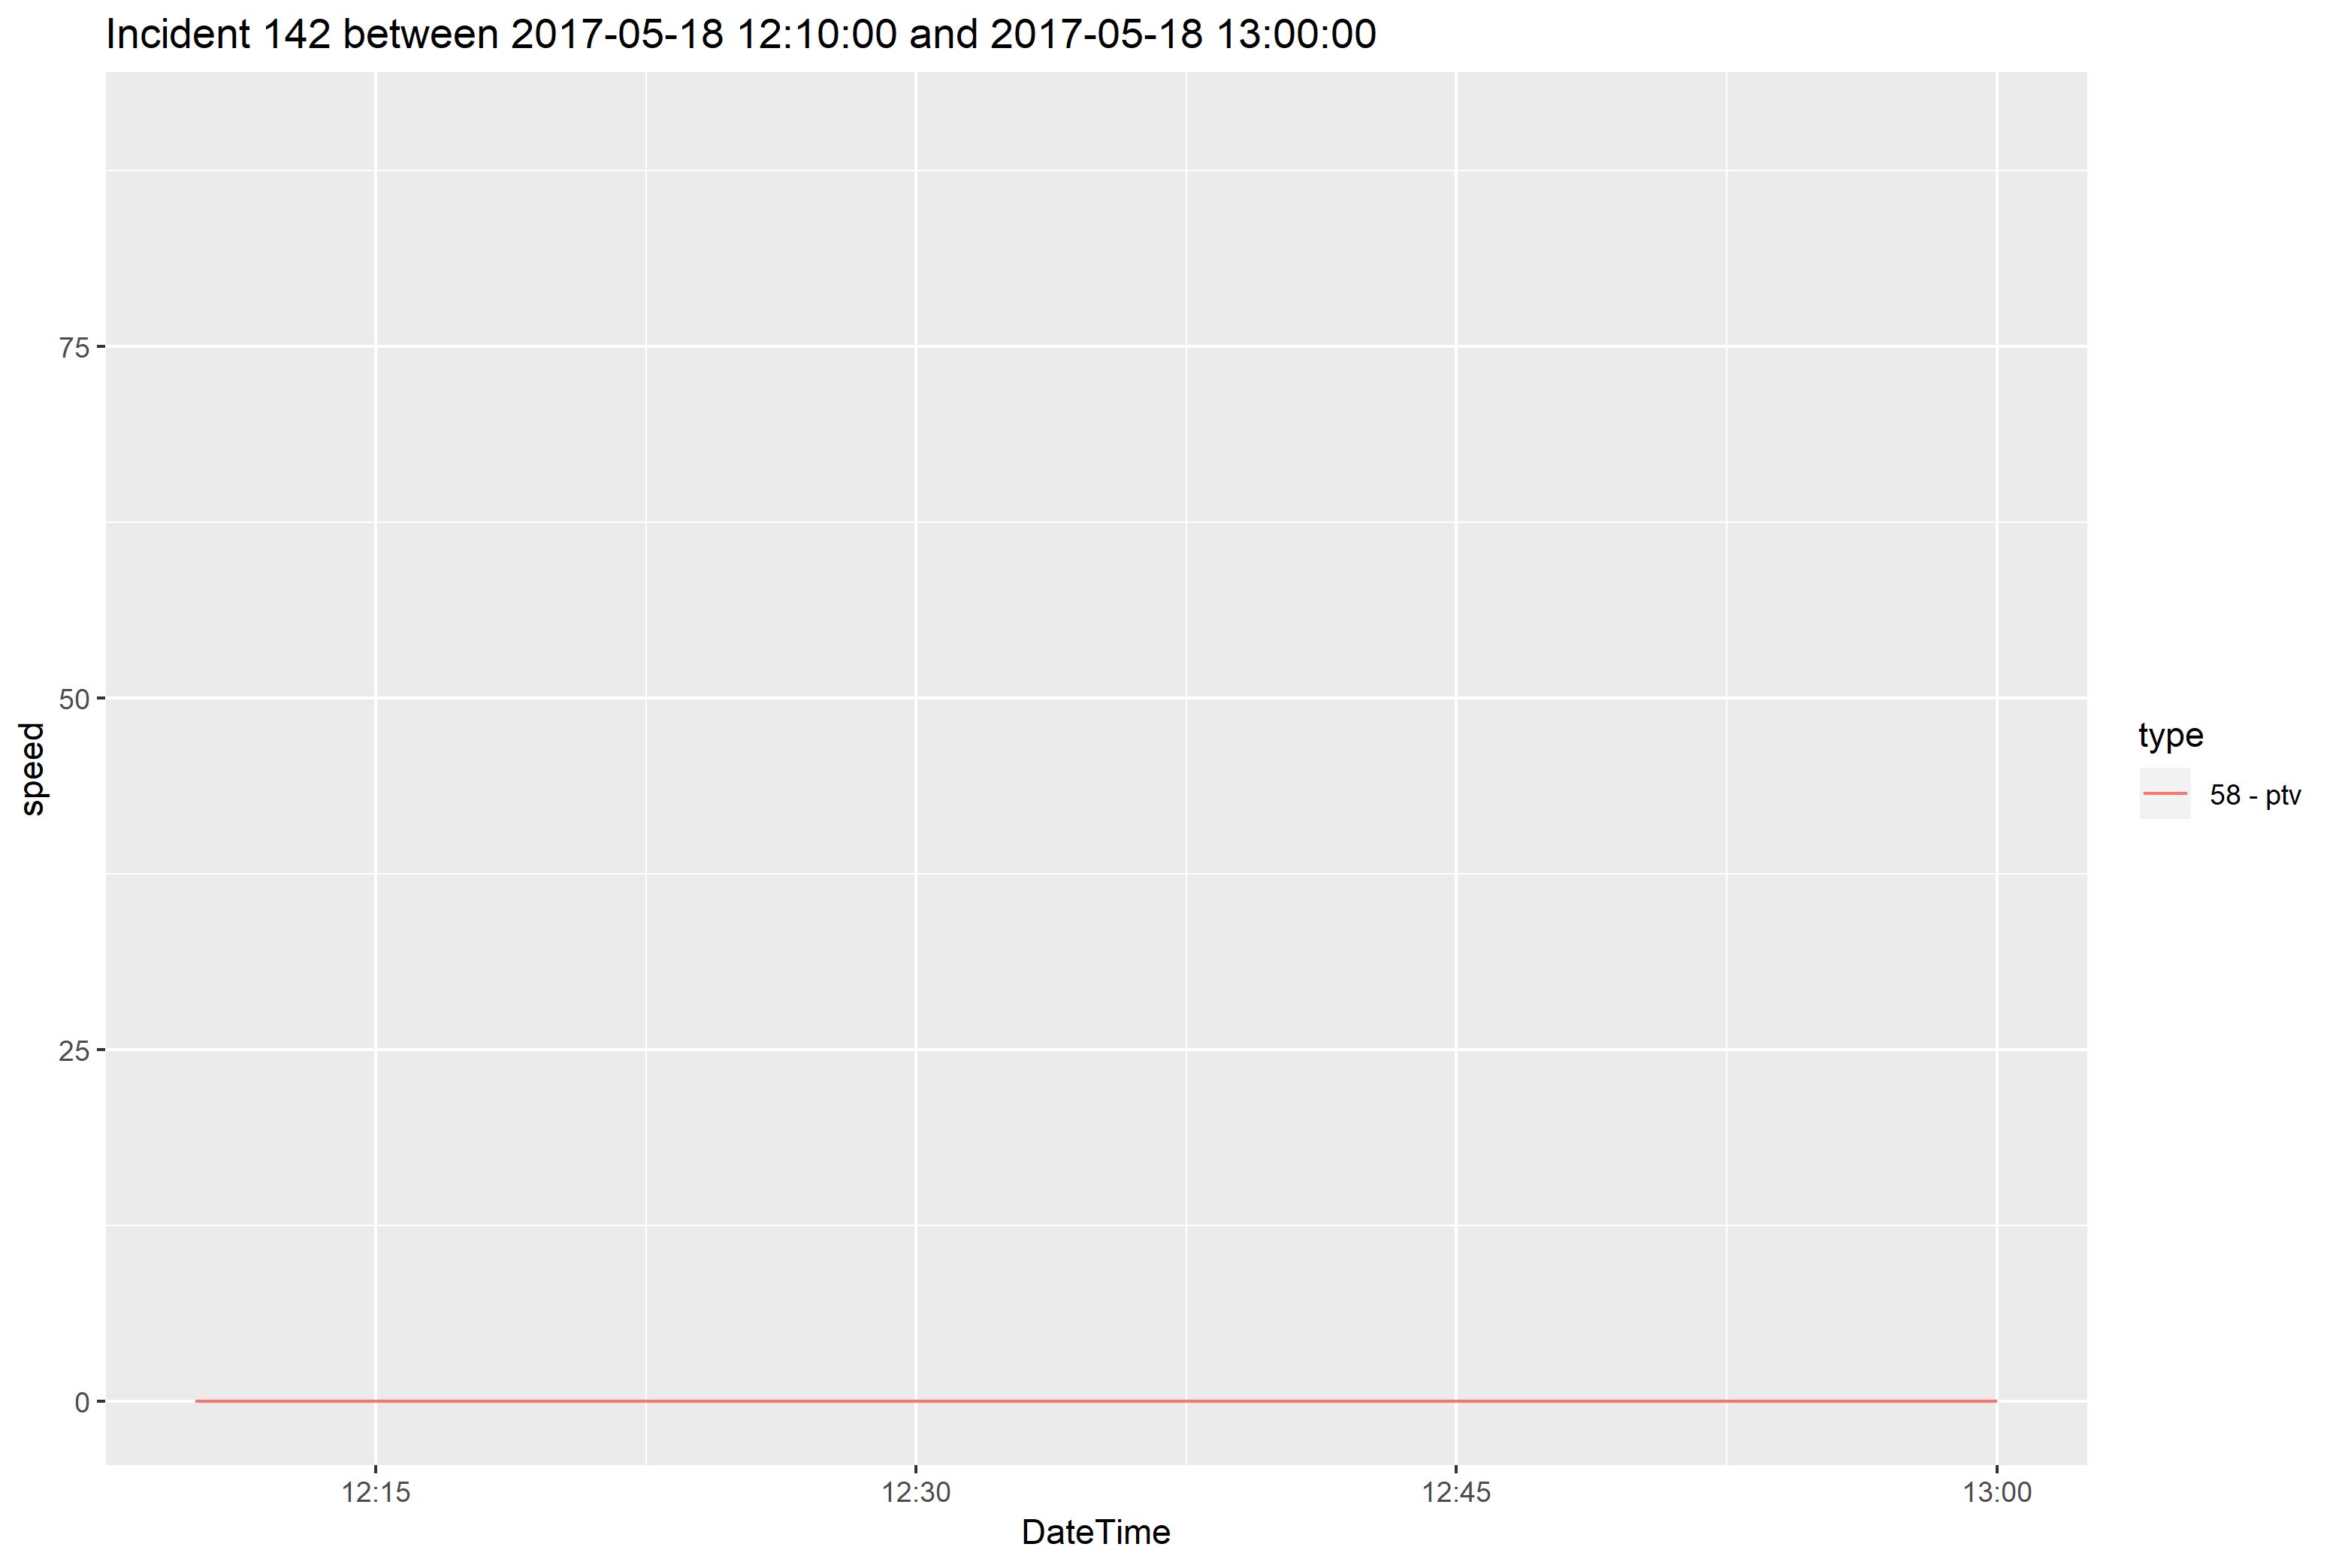 Incident 142 between 2017-05-18 12:10:00 and 2017-05-18 13:00:00
75
50
25
0
speed
12:15 12:30 12:45 13:00
DateTime
type
58 - ptv